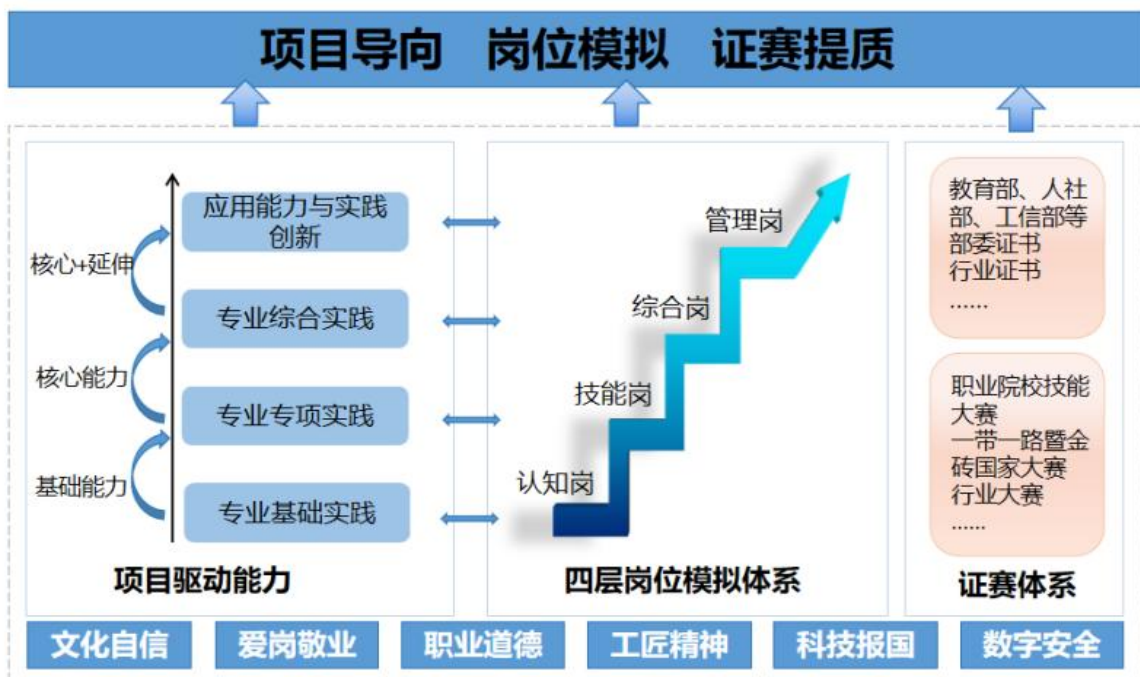 项目导向 岗位模拟 证赛提质
应用能力与实践
创新
核心+延伸
专业综合实践
核心能力
专业专项实践
基础能力
专业基础实践
项目驱动能力
管理岗
综合岗
技能岗
认知岗
四层岗位模拟体系
教育部、人社
部、工信部等
部委证书
行业证书
……
职业院校技能
大赛
一带一路暨金
砖国家大赛
行业大赛
……
证赛体系
文化自信 爱岗敬业 职业道德 工匠精神 科技报国 数字安全